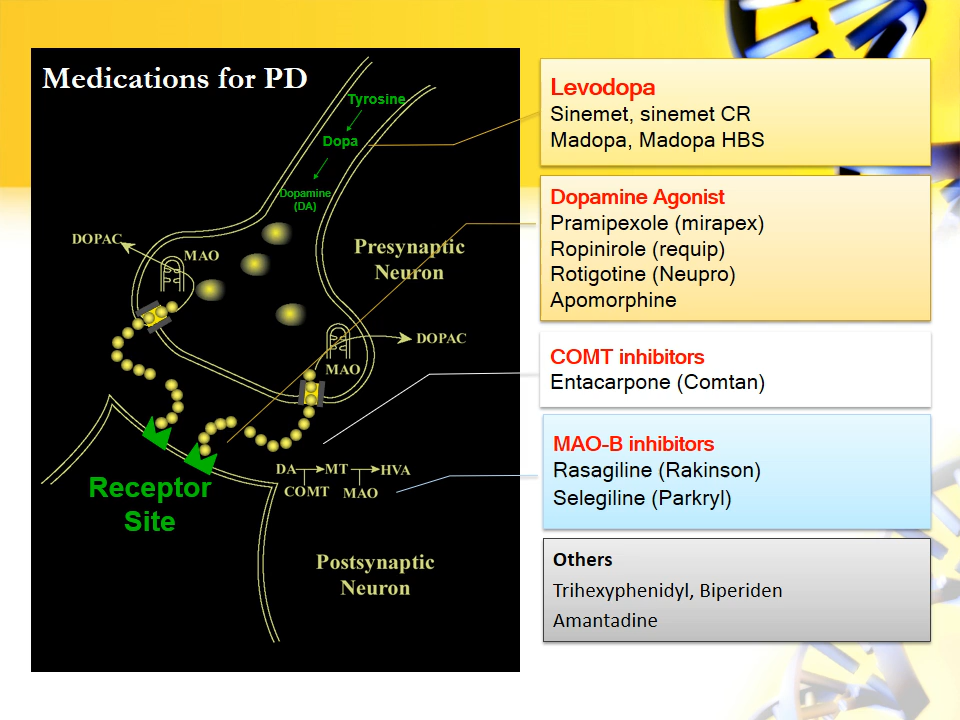 Medications for PD
Tyrosine
Dopa
Dopamine
(DA)
DOPAC
MAO
Presynaptic
Neuron
DOPAC
MAO
DA MT HVA
COMT MAO
Receptor
Site
Postsynaptic
Neuron
Levodopa
Sinemet, sinemet CR
Madopa, Madopa HBS
Dopamine Agonist
Pramipexole (mirapex)
Ropinirole (requip)
Rotigotine (Neupro)
Apomorphine
COMT inhibitors
Entacarpone (Comtan)
MAO-B inhibitors
Rasagiline (Rakinson)
Selegiline (Parkryl)
Others
Trihexyphenidyl, Biperiden
Amantadine